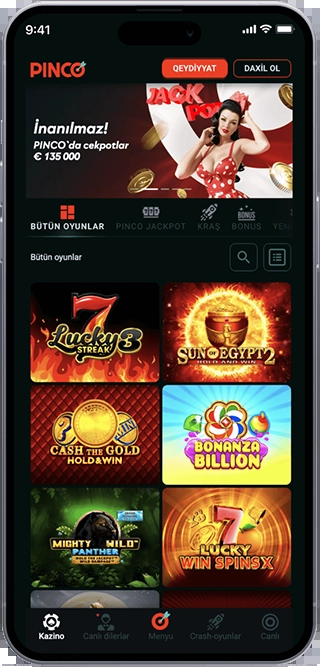 9:41
PINCO
QEYDİYYAT
DAXİL OL
JACK
POT
İnanılmaz!
PINCO`da cekpotlar
€ 135 000
BONUS
BÜTÜN OYUNLAR
PINCO JACKPOT
KRAŞ
BONUS
YENİ
Bütün oyunlar
7
Lucky 3
STREAK
SUN OF EGYPT 2
HOLD AND WIN
WIN
CASH THE GOLD
HOLD&WIN
BONANZA
BILLION
MIGHTY WILD
PANTHER
7
LUCKY
WIN SPINS X
Kazino
Canlı dilerlər
Menyu
Crash-oyunlar
Canlı